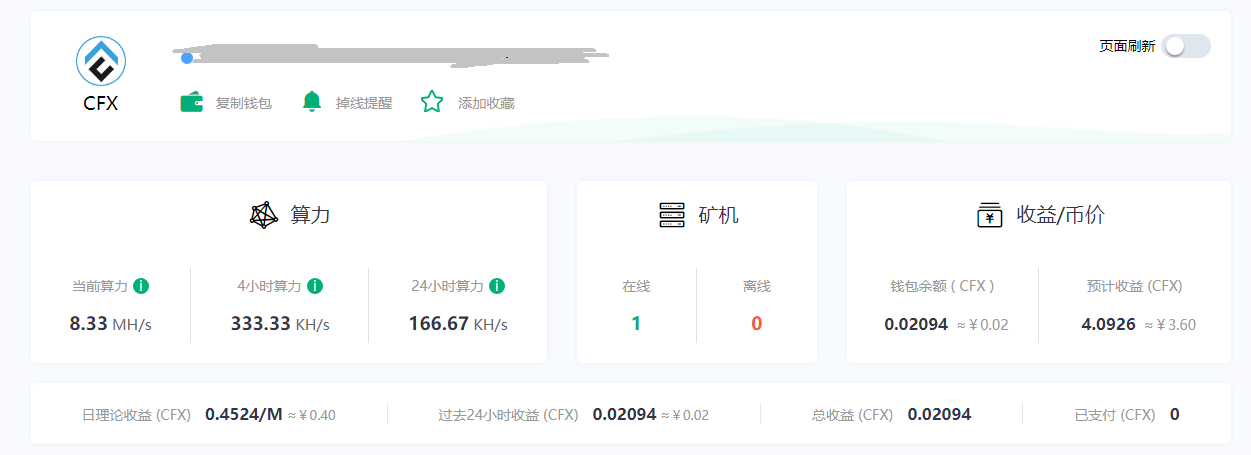 页面刷新
CFX
复制钱包 掉线提醒 添加收藏
算力
当前算力 4小时算力 24小时算力
8.33 MH/s 333.33 KH/s 166.67 KH/s
矿机
在线 离线
1 0
收益/币价
钱包余额 ( CFX ) 预计收益 (CFX)
0.02094 ≈ ¥ 0.02 4.0926 ≈ ¥ 3.60
日理论收益 (CFX) 0.4524/M ≈ ¥ 0.40 过去24小时收益 (CFX) 0.02094 ≈ ¥ 0.02 总收益 (CFX) 0.02094 已支付 (CFX) 0